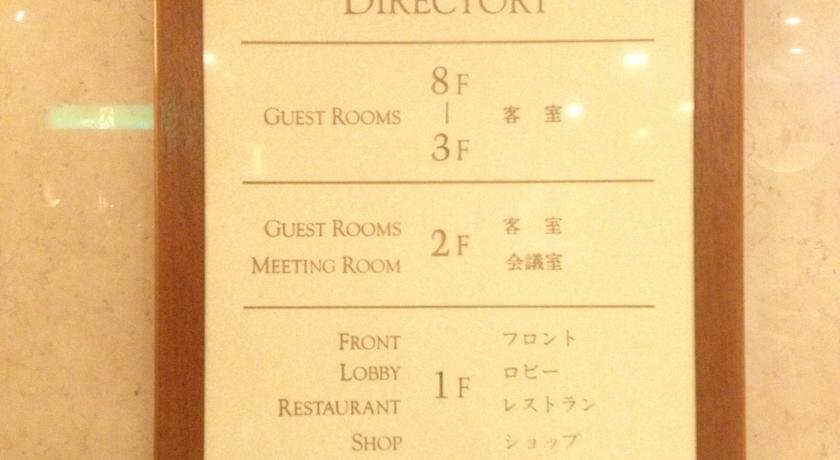 DIRECTORY
8F
GUEST ROOMS | 客 室
3F
GUEST ROOMS 2F 客 室
MEETING ROOM 会議室
FRONT フロント
LOBBY 1F ロビー
RESTAURANT レストラン
SHOP ショップ